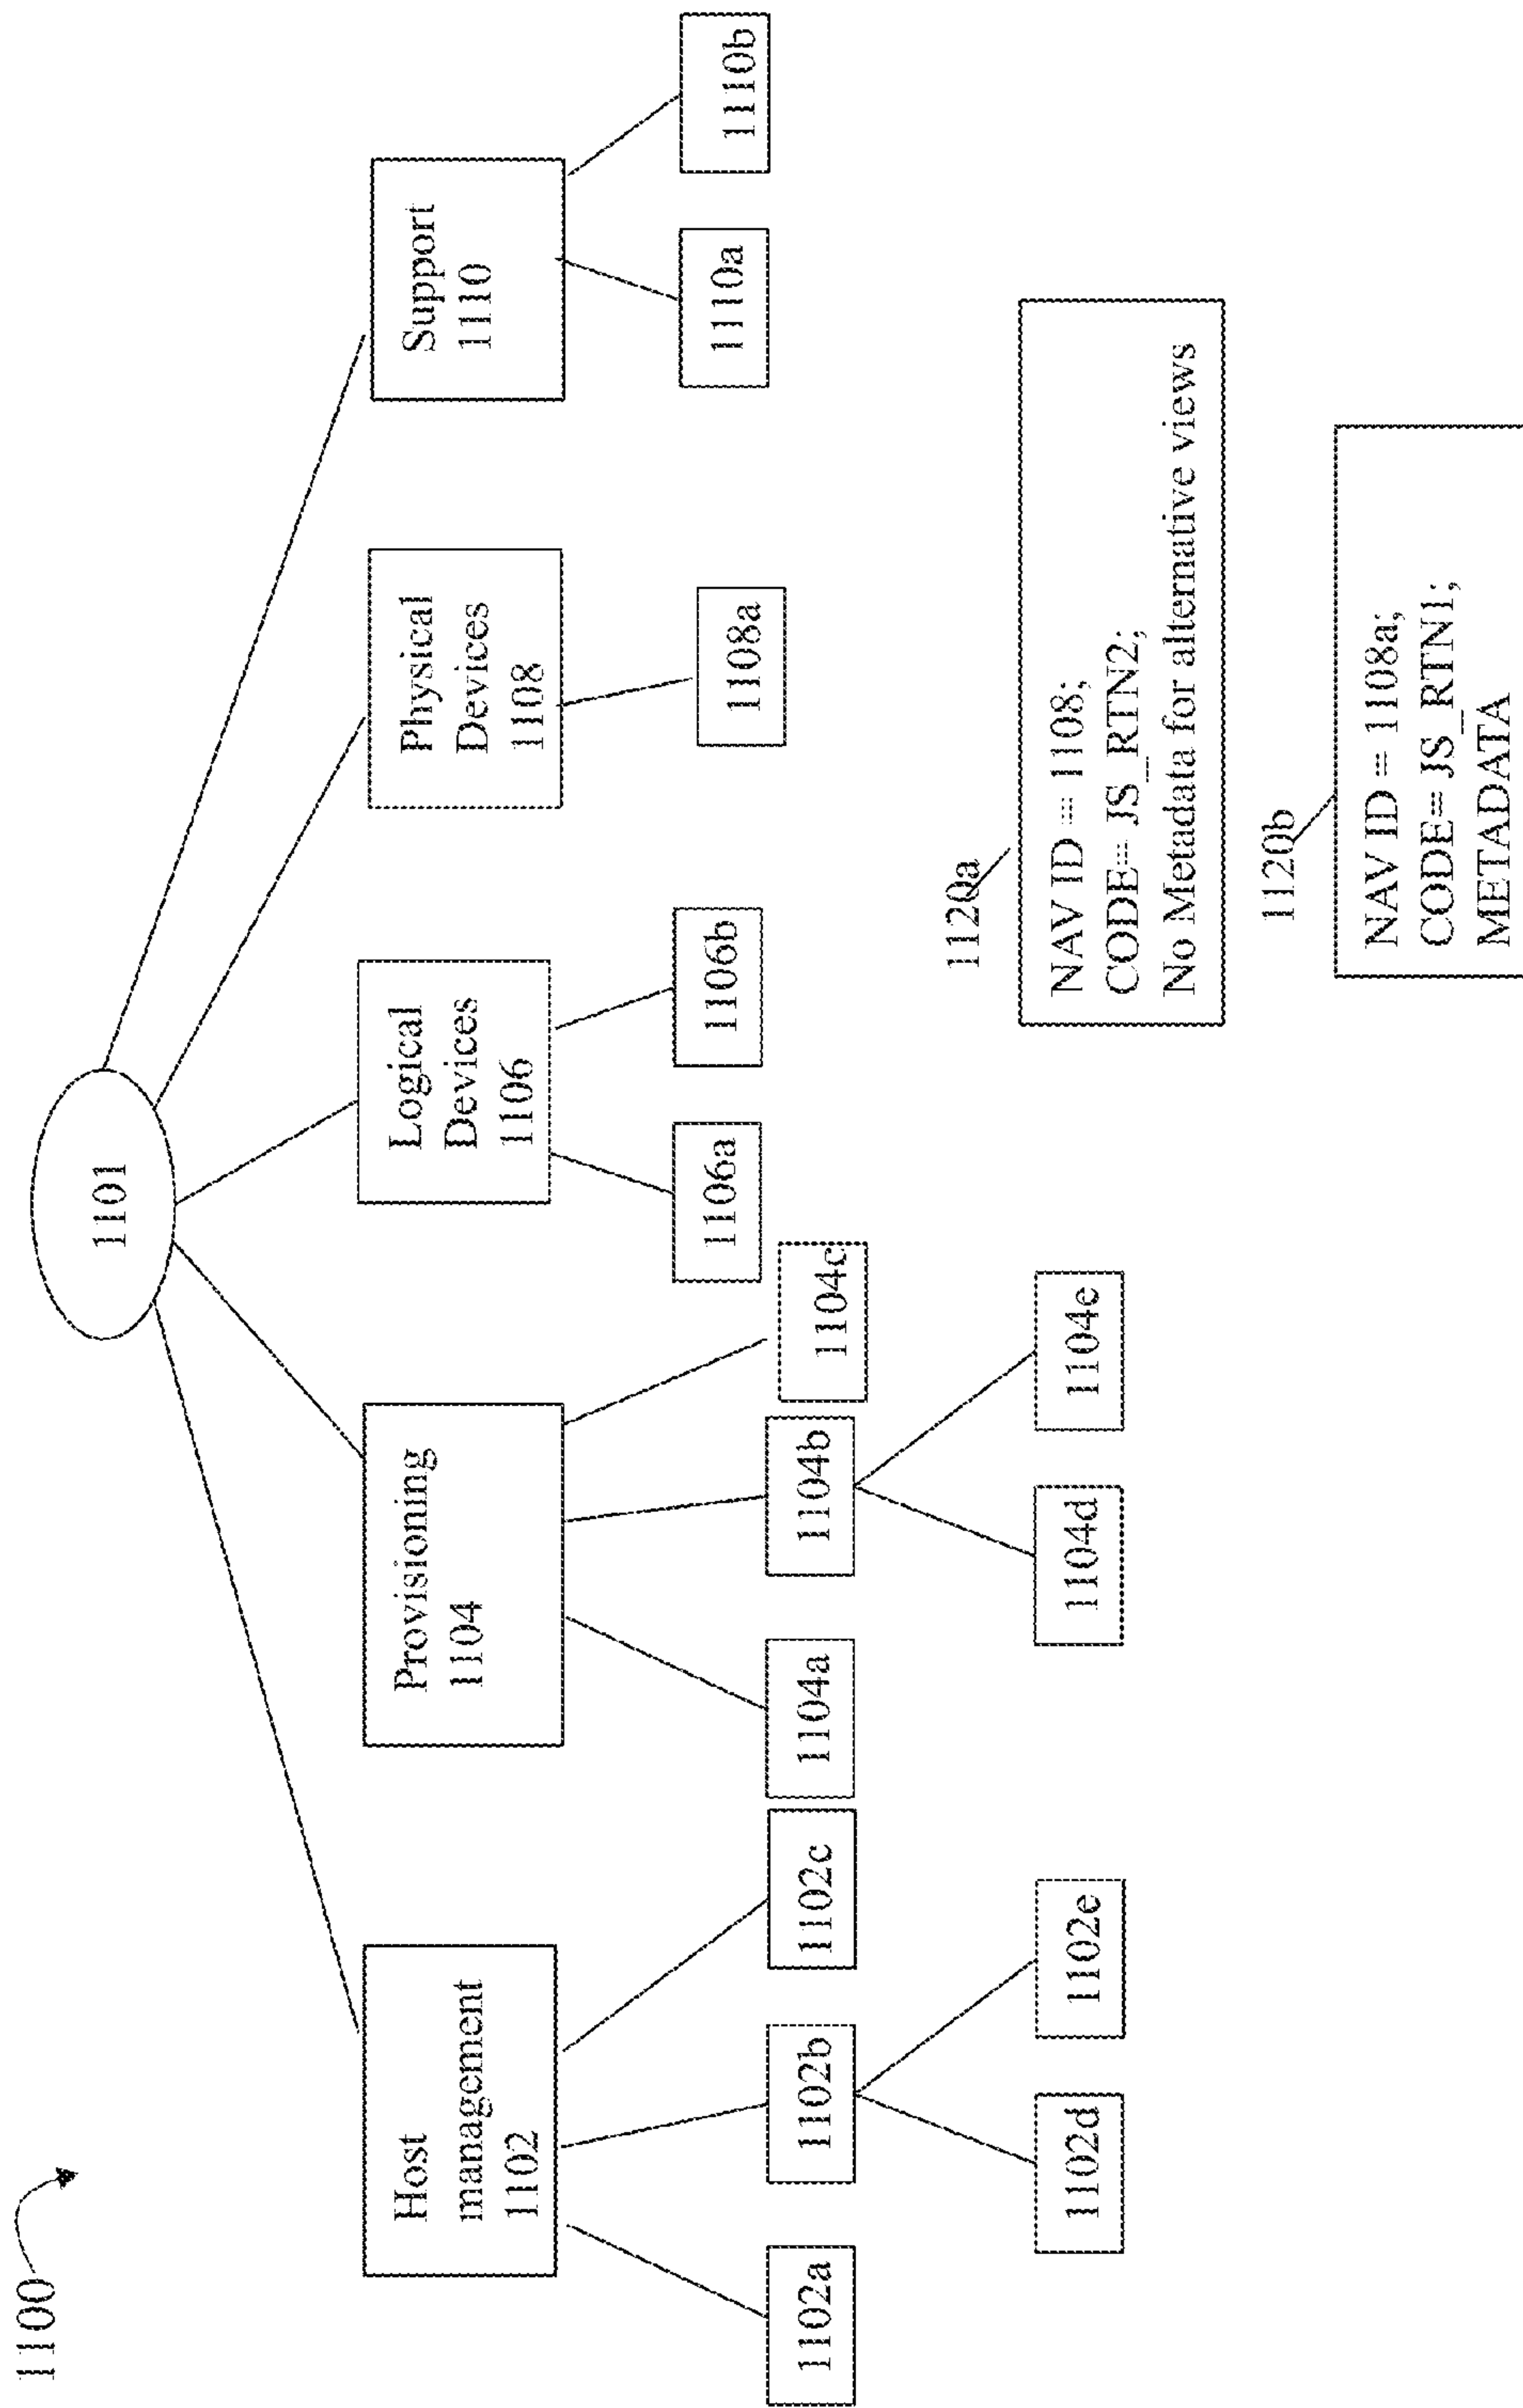 1100
1101
Host
management
1102
Provisioning
1104
Logical
Devices
1106
Physical
Devices
1108
Support
1110
1102a
1102b
1102c
1104a
1104b
1104c
1106a
1106b
1108a
1110a
1110b
1102d
1102e
1104d
1104e
1120a
NAV ID = 1108;
CODE= JS_RTN2;
No Metadata for alternative views
1120b
NAV ID = 1108a;
CODE= JS_RTN1;
METADATA